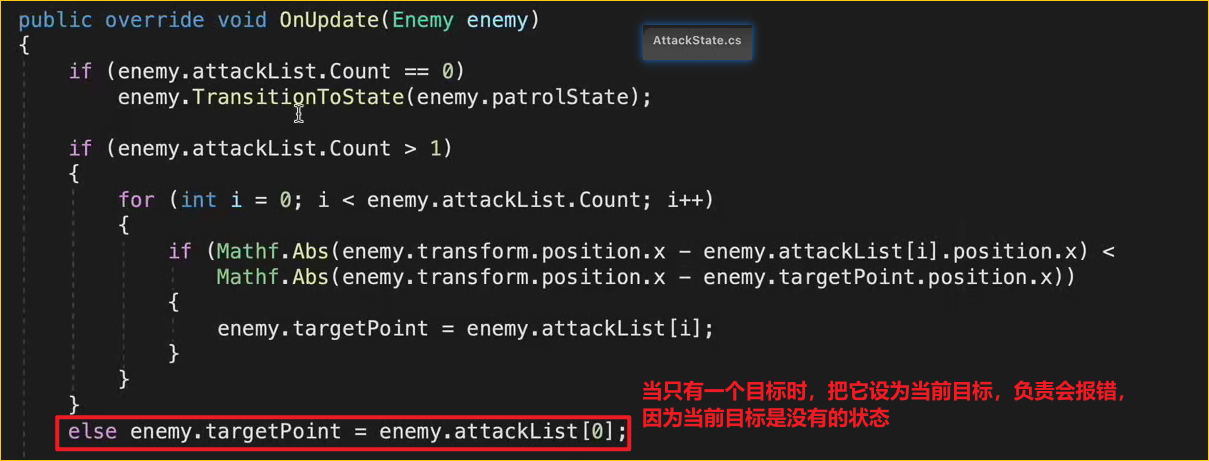 public override void OnUpdate(Enemy enemy)
AttackState.cs
{
if (enemy.attackList.Count == 0)
enemy.TransitionToState(enemy.patrolState);
if (enemy.attackList.Count > 1)
{
for (int i = 0; i < enemy.attackList.Count; i++)
{
if (Mathf.Abs(enemy.transform.position.x - enemy.attackList[i].position.x) <
Mathf.Abs(enemy.transform.position.x - enemy.targetPoint.position.x))
{
enemy.targetPoint = enemy.attackList[i];
}
}
}
else enemy.targetPoint = enemy.attackList[0];
当只有一个目标时，把它设为当前目标，负责会报错，
因为当前目标是没有的状态